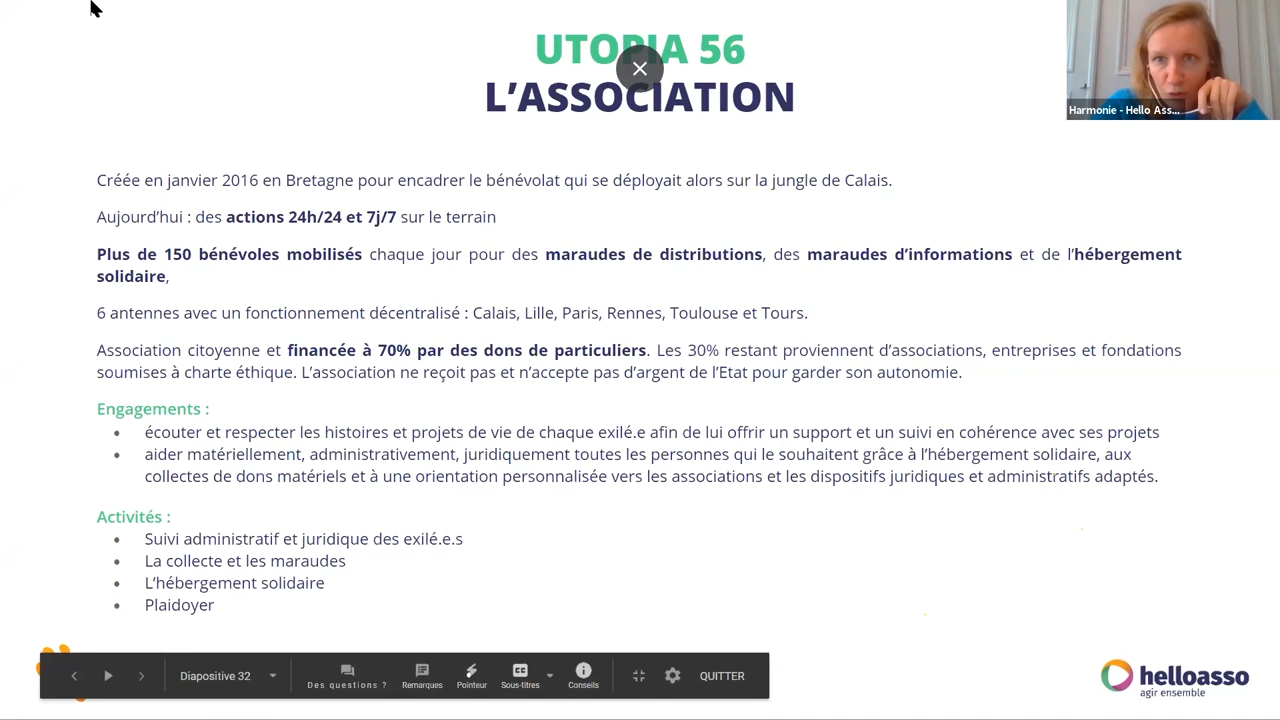 UTOPIA 56
L'ASSOCIATION
Harmonie - Hello Ass...
Créée en janvier 2016 en Bretagne pour encadrer le bénévolat qui se déployait alors sur la jungle de Calais.
Aujourd'hui : des actions 24h/24 et 7j/7 sur le terrain
Plus de 150 bénévoles mobilisés chaque jour pour des maraudes de distributions, des maraudes d'informations et de l'hébergement
solidaire,
6 antennes avec un fonctionnement décentralisé : Calais, Lille, Paris, Rennes, Toulouse et Tours.
Association citoyenne et financée à 70% par des dons de particuliers. Les 30% restant proviennent d'associations, entreprises et fondations
soumises à charte éthique. L'association ne reçoit pas et n'accepte pas d'argent de l'Etat pour garder son autonomie.
Engagements :
• écouter et respecter les histoires et projets de vie de chaque exilé.e afin de lui offrir un support et un suivi en cohérence avec ses projets
• aider matériellement, administrativement, juridiquement toutes les personnes qui le souhaitent grâce à l'hébergement solidaire, aux
collectes de dons matériels et à une orientation personnalisée vers les associations et les dispositifs juridiques et administratifs adaptés.
Activités :
• Suivi administratif et juridique des exilé.e.s
• La collecte et les maraudes
• L'hébergement solidaire
• Plaidoyer
Diapositive 32
Des questions ?
Remarques
Pointeur
CC
Sous-titres
Conseils
QUITTER
helloasso
agir ensemble